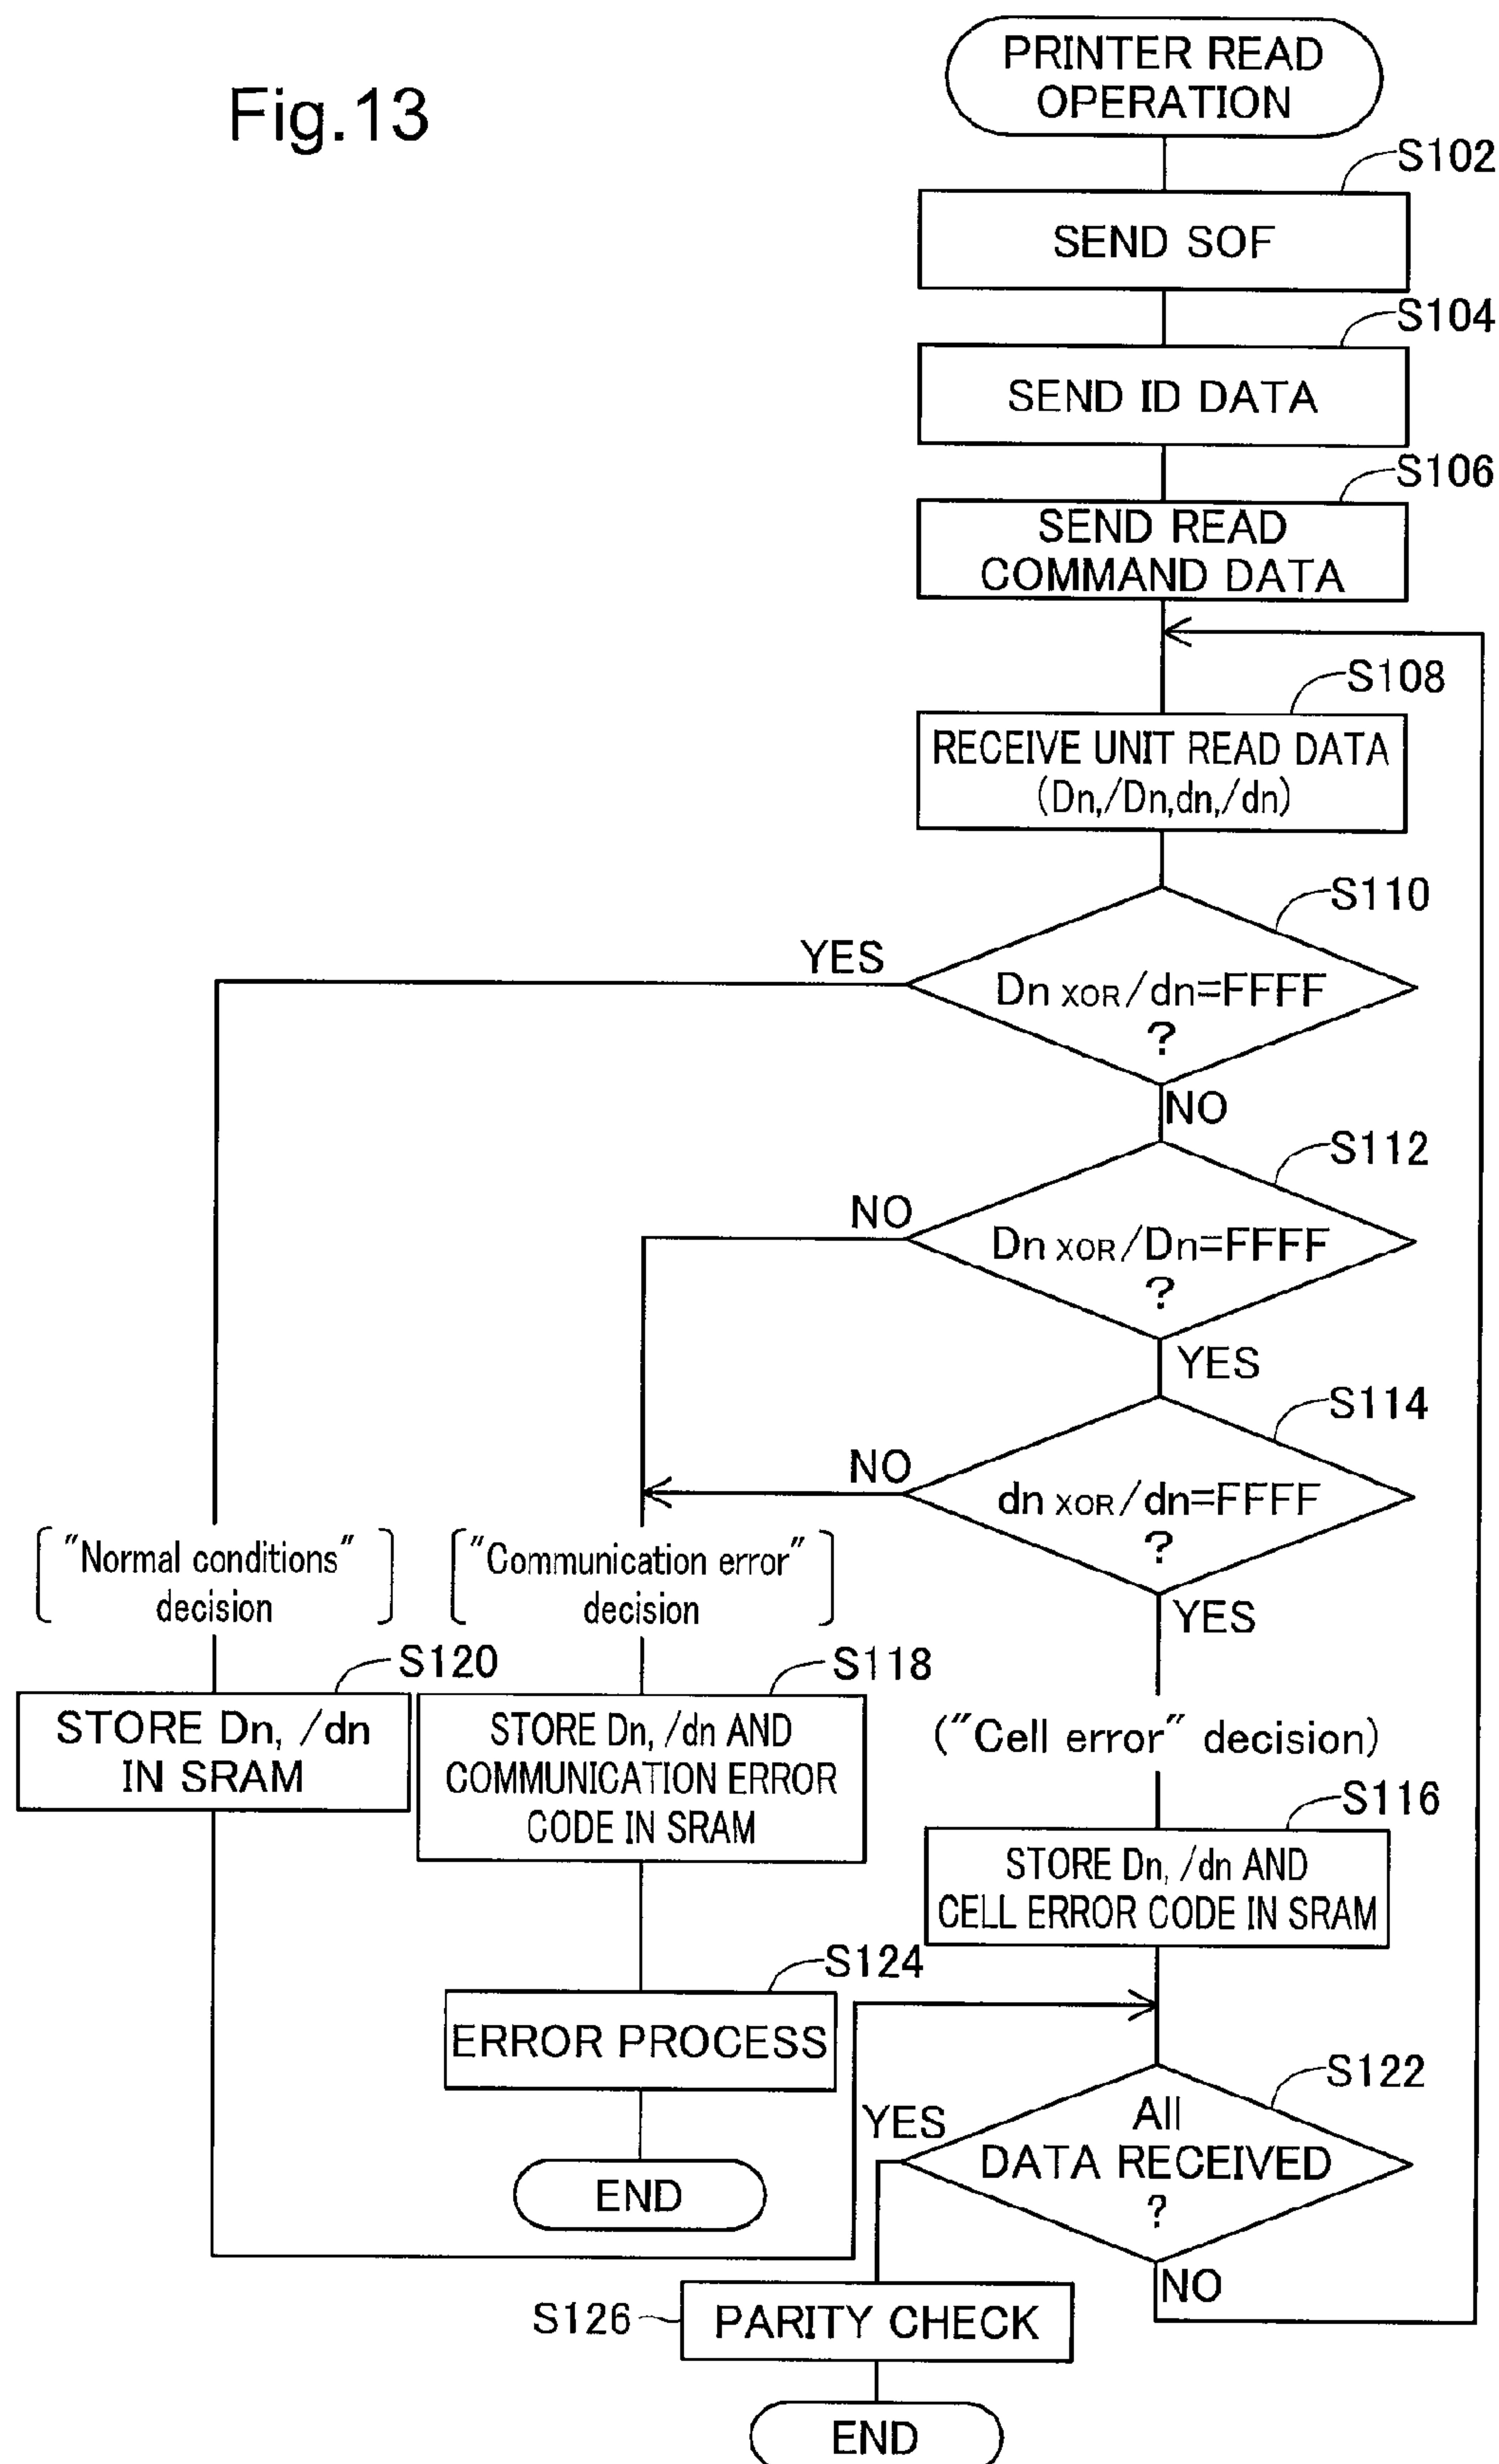 Fig.13
PRINTER READ
OPERATION
S102
SEND SOF
S104
SEND ID DATA
S106
SEND READ
COMMAND DATA
S108
RECEIVE UNIT READ DATA
(Dn,/Dn,dn,/dn)
S110
YES
Dn XOR/dn=FFFF
?
NO
S112
NO
Dn XOR/Dn=FFFF
?
YES
S114
NO
dn XOR/dn=FFFF
?
YES
"Normal conditions"
decision
"Communication error"
decision
S120
STORE Dn, /dn
IN SRAM
S118
STORE Dn, /dn AND
COMMUNICATION ERROR
CODE IN SRAM
("Cell error" decision)
S116
STORE Dn, /dn AND
CELL ERROR CODE IN SRAM
S124
ERROR PROCESS
END
S122
YES
All
DATA RECEIVED
?
NO
S126
PARITY CHECK
END